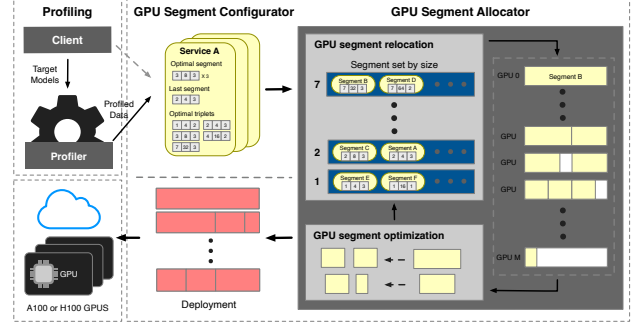 Profiling
GPU Segment Configurator
GPU Segment Allocator
Client
Target
Models
Profiled
Data
Profiler
Service A
Optimal segment
3 8 3 X 3
Last segment
2 4 3
Optimal triplets
1 4 2 2 4 3
3 8 3 4 16 2
7 32 3
GPU segment relocation
Segment set by size
7
Segment B
7 32 3
Segment D
7 64 2
2
Segment C
2 8 3
Segment A
2 4 3
1
Segment E
1 4 3
Segment F
1 16 1
GPU 0
Segment B
GPU
GPU
GPU
GPU M
GPU segment optimization
Deployment
GPU
A100 or H100 GPUS